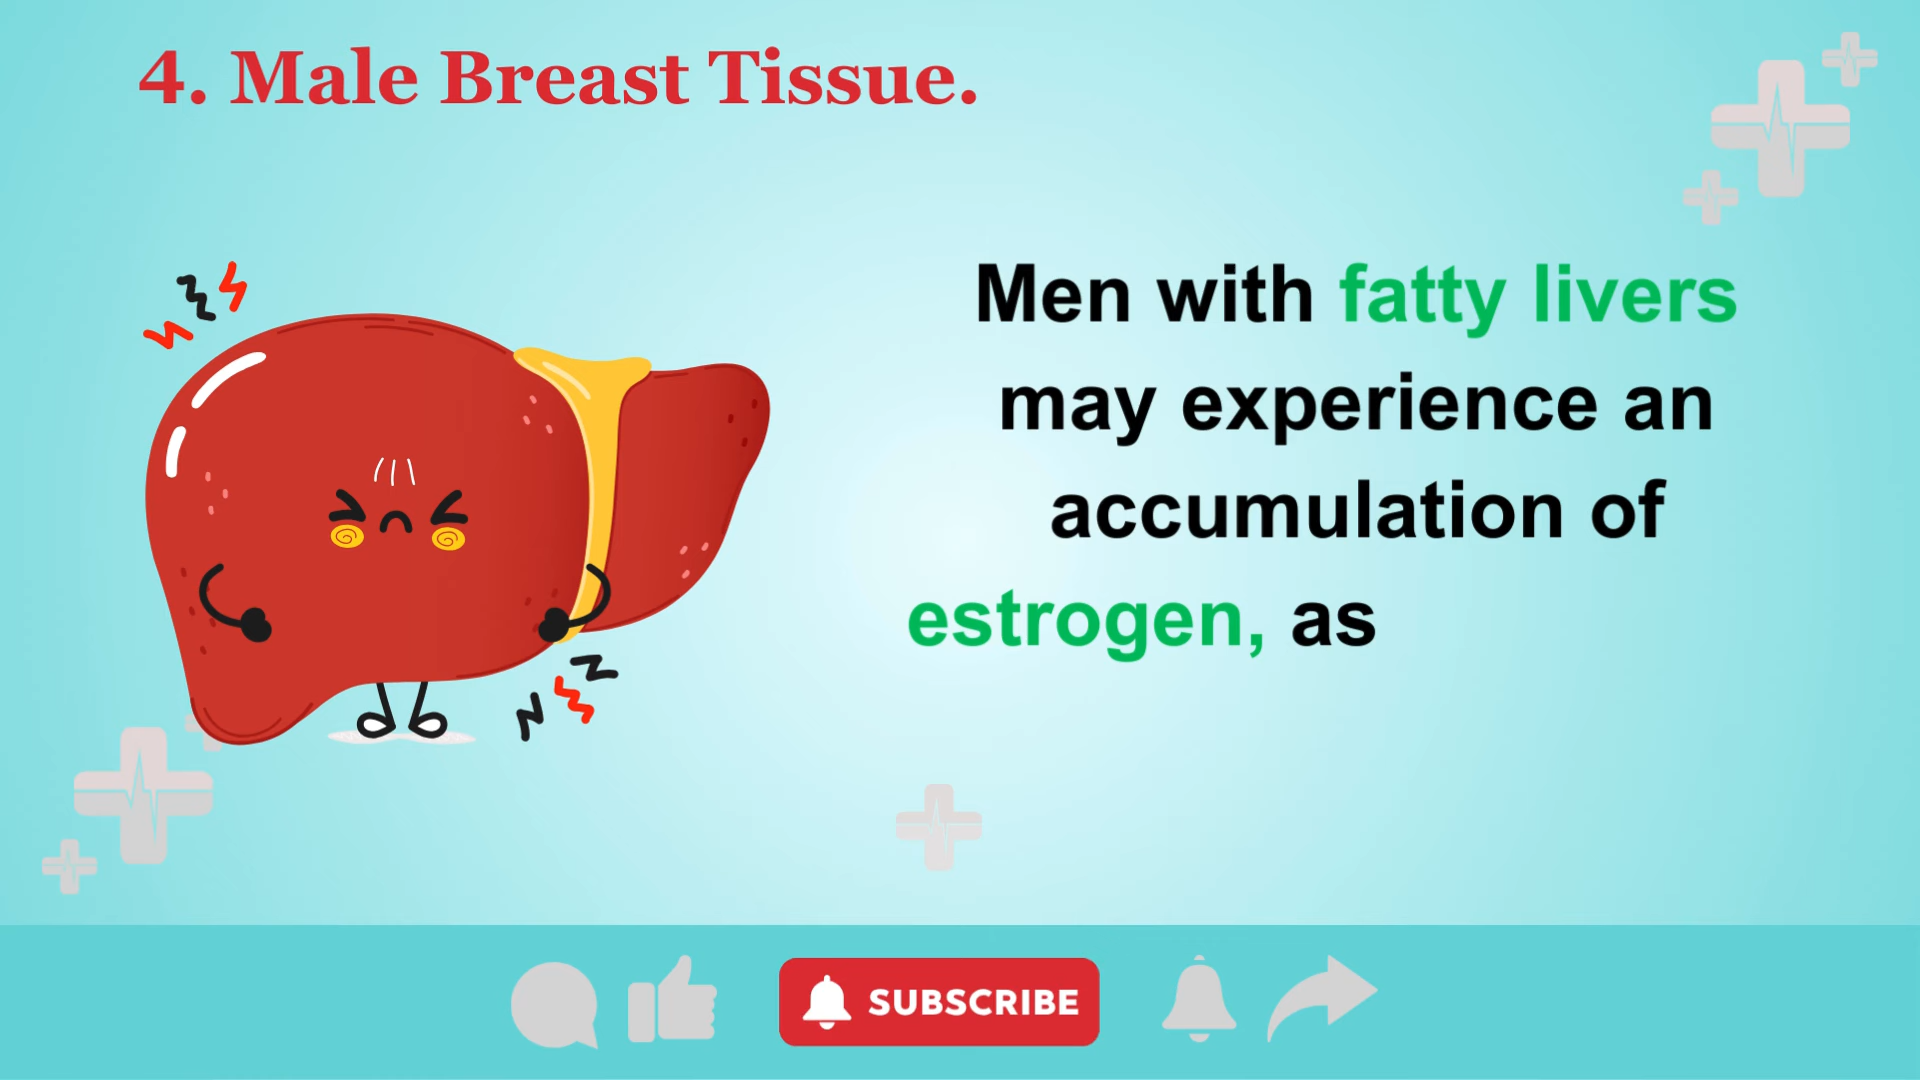 4. Male Breast Tissue.
Men with fatty livers
may experience an
accumulation of
estrogen, as
SUBSCRIBE